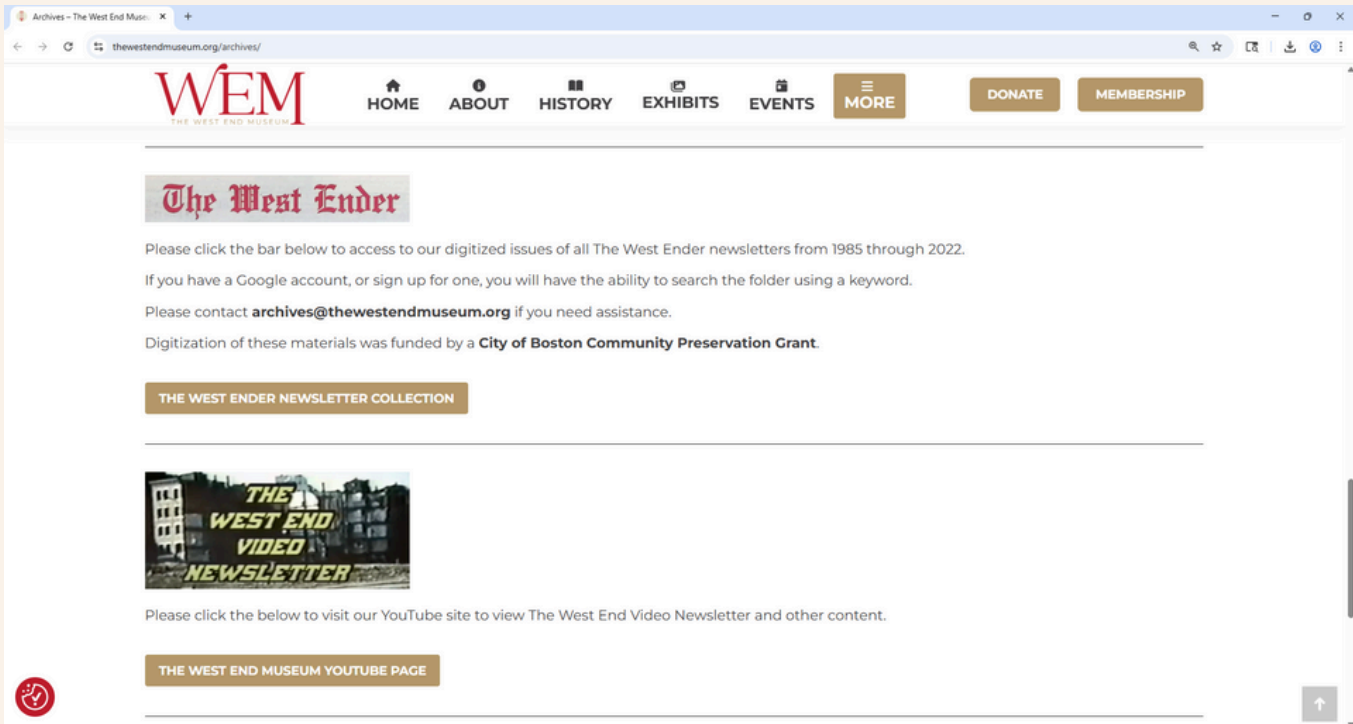 Archives – The West End Muse
thewestendmuseum.org/archives/
WEM
THE WEST END MUSEUM
HOME
ABOUT
HISTORY
EXHIBITS
EVENTS
MORE
DONATE
MEMBERSHIP
The West Ender
Please click the bar below to access to our digitized issues of all The West Ender newsletters from 1985 through 2022.
If you have a Google account, or sign up for one, you will have the ability to search the folder using a keyword.
Please contact archives@thewestendmuseum.org if you need assistance.
Digitization of these materials was funded by a City of Boston Community Preservation Grant.
THE WEST ENDER NEWSLETTER COLLECTION
THE
WEST END
VIDEO
NEWSLETTER
Please click the below to visit our YouTube site to view The West End Video Newsletter and other content.
THE WEST END MUSEUM YOUTUBE PAGE